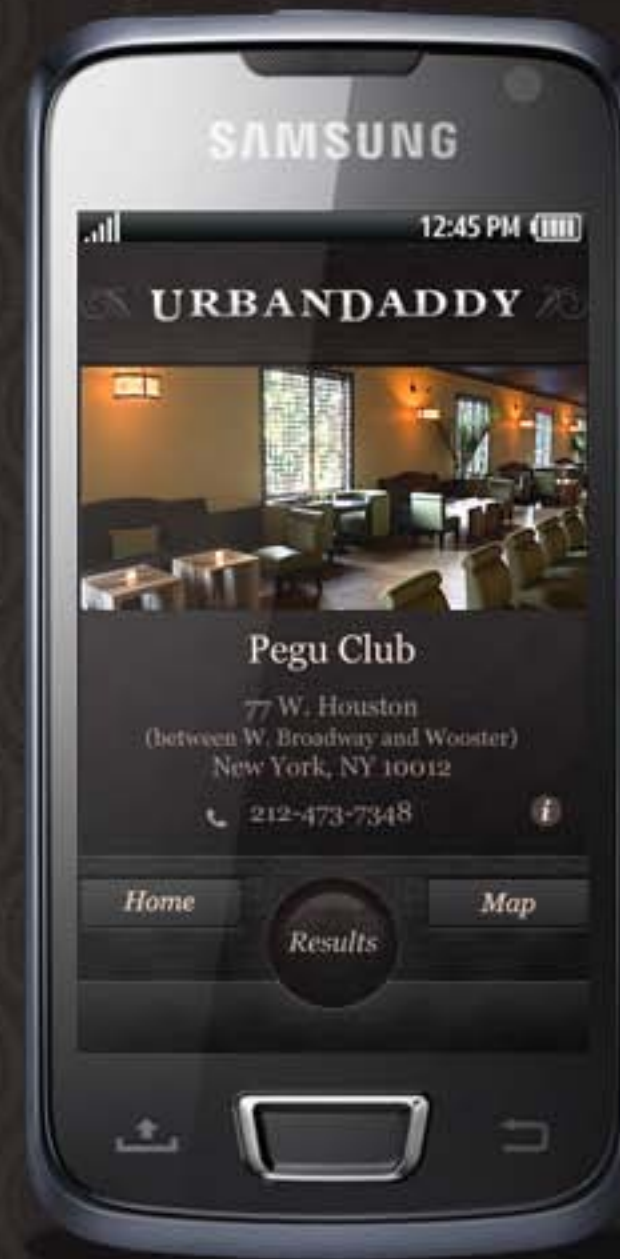 SAMSUNG
12:45 PM
URBANDADDY
Pegu Club
77 W. Houston
(between W. Broadway and Wooster)
New York, NY 10012
212-473-7348
i
Home
Results
Map